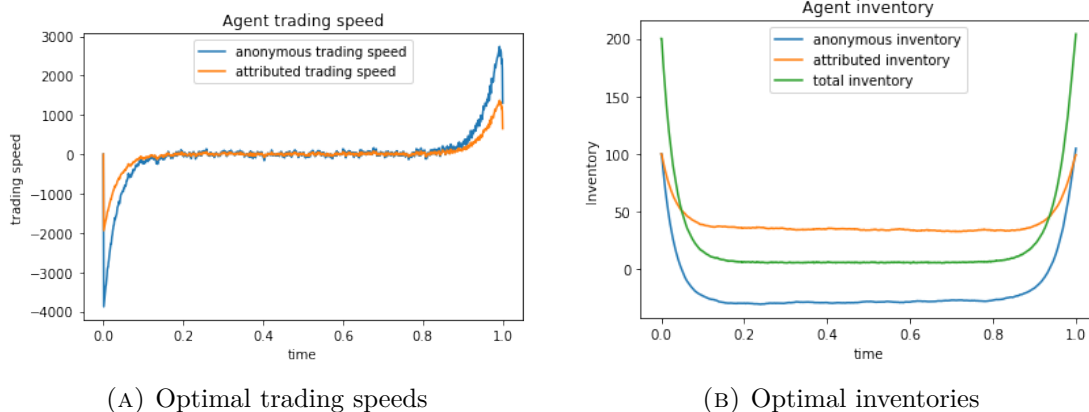 Agent trading speed
3000
2000
1000
0
-1000
-2000
-3000
-4000
trading speed
anonymous trading speed
attributed trading speed
0.0 0.2 0.4 0.6 0.8 1.0
time
(A) Optimal trading speeds
Agent inventory
200
150
100
50
0
Inventory
anonymous inventory
attributed inventory
total inventory
0.0 0.2 0.4 0.6 0.8 1.0
time
(B) Optimal inventories